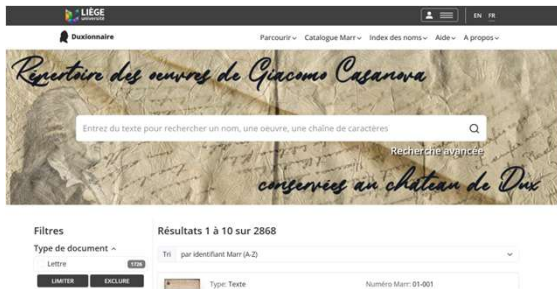 LIÈGE
université
EN FR
Duxionnaire
Parcourir Catalogue Marr Index des noms Aide A propos
Répertoire des oeuvres de Giacomo Casanova
Entrez du texte pour rechercher un nom, une oeuvre, une chaîne de caractères
Recherche avancée
conservées au château de Dux
Filtres
Résultats 1 à 10 sur 2868
Type de document
Tri par identifiant Marr (A-Z)
Lettre 1726
LIMITER EXCLURE
Type: Texte
Numéro Marr: 01-001